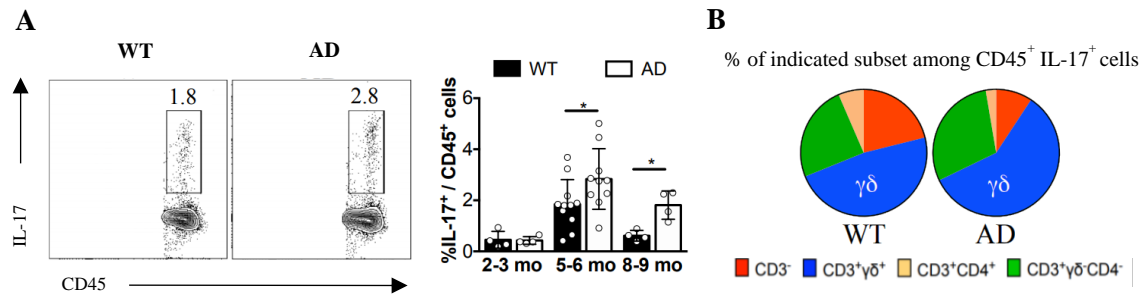 A
WT
AD
1.8
2.8
IL-17
CD45
WT
AD
%IL-17⁺ / CD45⁺ cells
6
4
2
0
*
*
2-3 mo
5-6 mo
8-9 mo
B
% of indicated subset among CD45⁺ IL-17⁺ cells
γδ
γδ
WT
AD
CD3⁻
CD3⁺γδ⁺
CD3⁺CD4⁺
CD3⁺γδ⁻CD4⁻